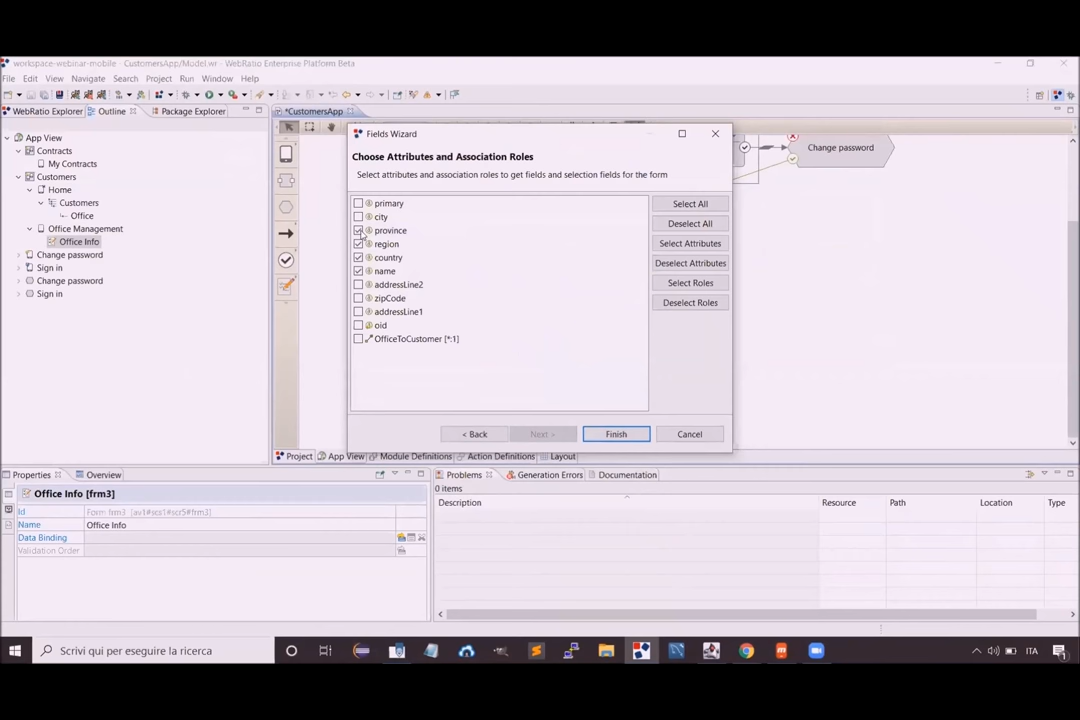 workspace-webinar-mobile - CustomersApp/Model.wr - WebRatio Enterprise Platform Beta
File Edit View Navigate Search Project Run Window Help
WebRatio Explorer Outline Package Explorer
*CustomersApp
App View
Contracts
My Contracts
Customers
Home
Customers
Office
Office Management
Office Info
Change password
Sign in
Change password
Sign in
Change password
Fields Wizard
Choose Attributes and Association Roles
Select attributes and association roles to get fields and selection fields for the form
primary
city
province
region
country
name
addressLine2
zipCode
addressLine1
oid
OfficeToCustomer [*:1]
Select All
Deselect All
Select Attributes
Deselect Attributes
Select Roles
Deselect Roles
< Back Next > Finish Cancel
Project App View Module Definitions Action Definitions Layout
Properties Overview
Office Info [frm3]
Id Form frm3 [av1#scs1#scr5#frm3]
Name Office Info
Data Binding
Validation Order
Problems Generation Errors Documentation
0 items
Description Resource Path Location Type
Scrivi qui per eseguire la ricerca
ITA
1